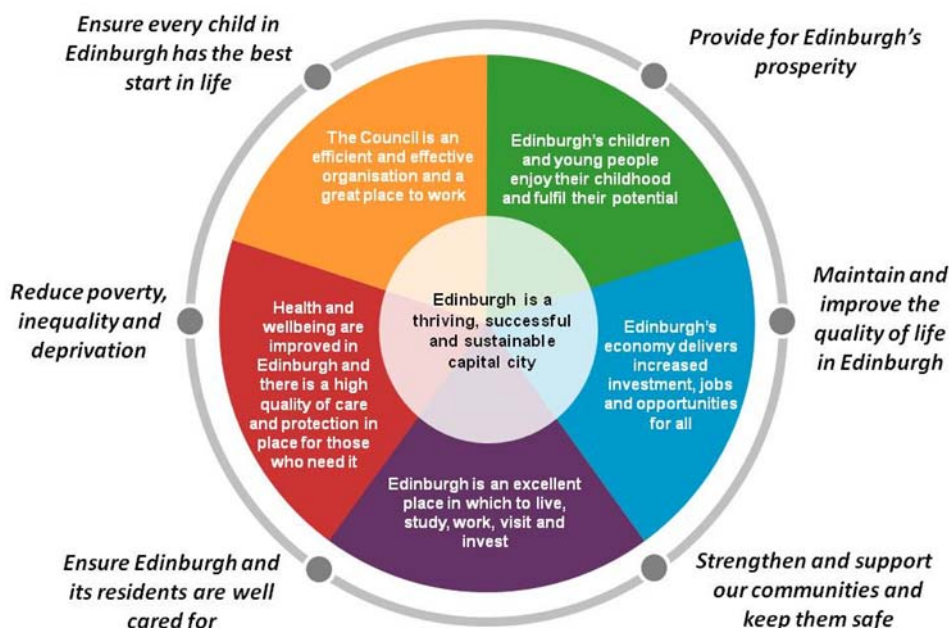 Ensure every child in
Edinburgh has the best
start in life
Provide for Edinburgh's
prosperity
The Council is an
efficient and effective
organisation and a
great place to work
Edinburgh's children
and young people
enjoy their childhood
and fulfil their potential
Reduce poverty,
inequality and
deprivation
Health and
wellbeing are
improved in
Edinburgh and
there is a high
quality of care
and protection in
place for those
who need it
Edinburgh is a
thriving, successful
and sustainable
capital city
Edinburgh's
economy delivers
increased
investment, jobs
and opportunities
for all
Maintain and
improve the
quality of life
in Edinburgh
Edinburgh is an excellent
place in which to live,
study, work, visit and
invest
Ensure Edinburgh and
its residents are well
cared for
Strengthen and support
our communities and
keep them safe